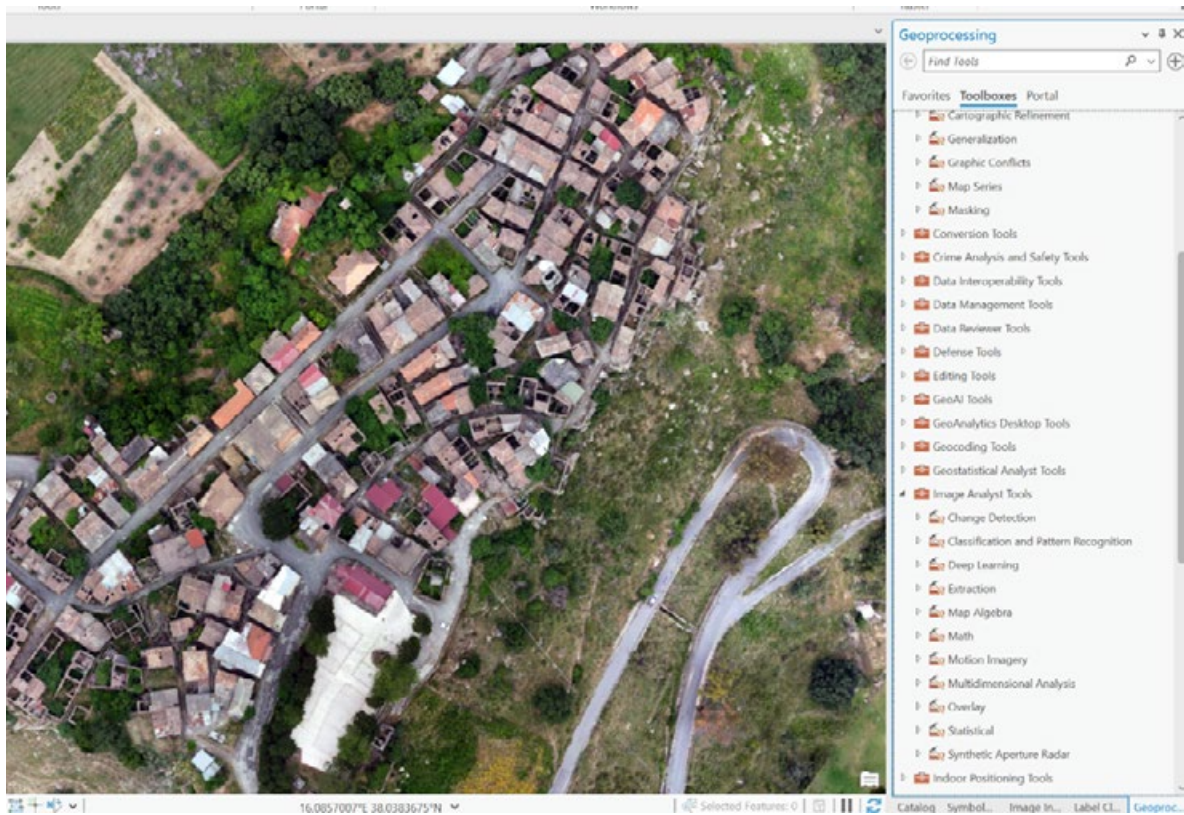 Tools
Portal
Workflows
Geoprocessing
Find Tools
Favorites Toolboxes Portal
Cartographic Refinement
Generalization
Graphic Conflicts
Map Series
Masking
Conversion Tools
Crime Analysis and Safety Tools
Data Interoperability Tools
Data Management Tools
Data Reviewer Tools
Defense Tools
Editing Tools
GeoAI Tools
GeoAnalytics Desktop Tools
Geocoding Tools
Geostatistical Analyst Tools
Image Analyst Tools
Change Detection
Classification and Pattern Recognition
Deep Learning
Extraction
Map Algebra
Math
Motion Imagery
Multidimensional Analysis
Overlay
Statistical
Synthetic Aperture Radar
Indoor Positioning Tools
16.0857007°E 38.0383675°N
Selected Features: 0
Catalog Symbol... Image In... Label Cl... Geoproc...